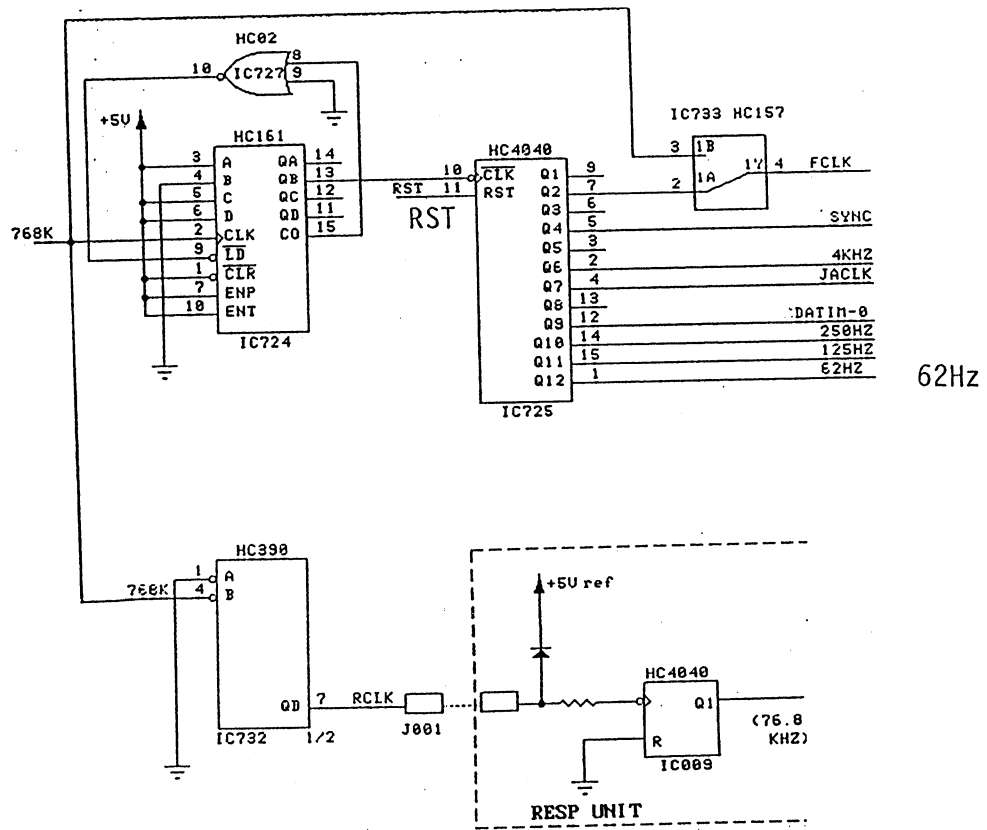 HC02
10 IC727 8
9
+5V
HC161
3 A QA 14
4 B QB 13
5 C QC 12
6 D QD 11
2 CLK CO 15
9 LD
1 CLR
7 ENP
10 ENT
IC724
768K
HC4040
10 CLK Q1 9
RST 11 RST Q2 7
RST
Q3 6
Q4 5
Q5 3
Q6 2
Q7 4
Q8 13
Q9 12
Q10 14
Q11 15
Q12 1
IC725
IC733 HC157
3 1B
1Y 4 FCLK
2 1A
SYNC
4KHZ
JACLK
DATIM-0
250HZ
125HZ
62HZ
62Hz
HC390
1 A
768K 4 B
QD 7 RCLK
IC732 1/2
J001
+5V ref
HC4040
Q1
R
IC009
(76.8
KHZ)
RESP UNIT